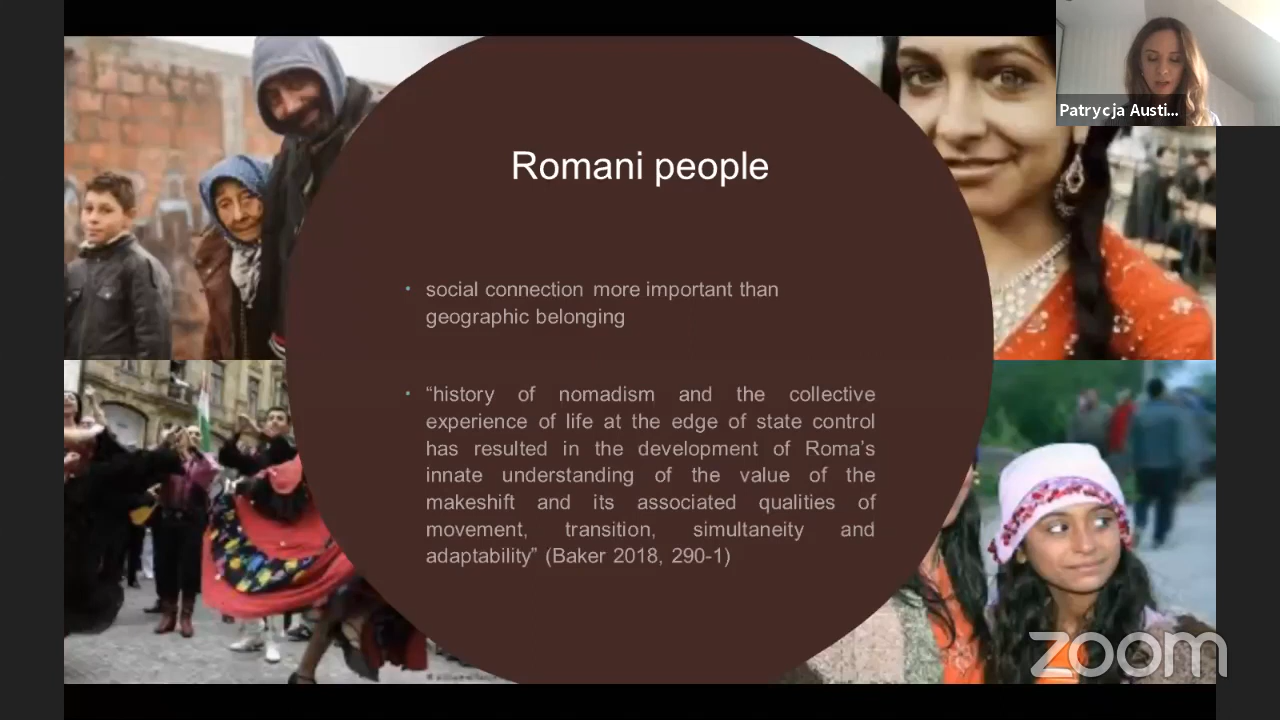 Patrycja Austi...
Romani people
• social connection more important than
geographic belonging
• “history of nomadism and the collective
experience of life at the edge of state control
has resulted in the development of Roma’s
innate understanding of the value of the
makeshift and its associated qualities of
movement, transition, simultaneity and
adaptability” (Baker 2018, 290-1)
zoom